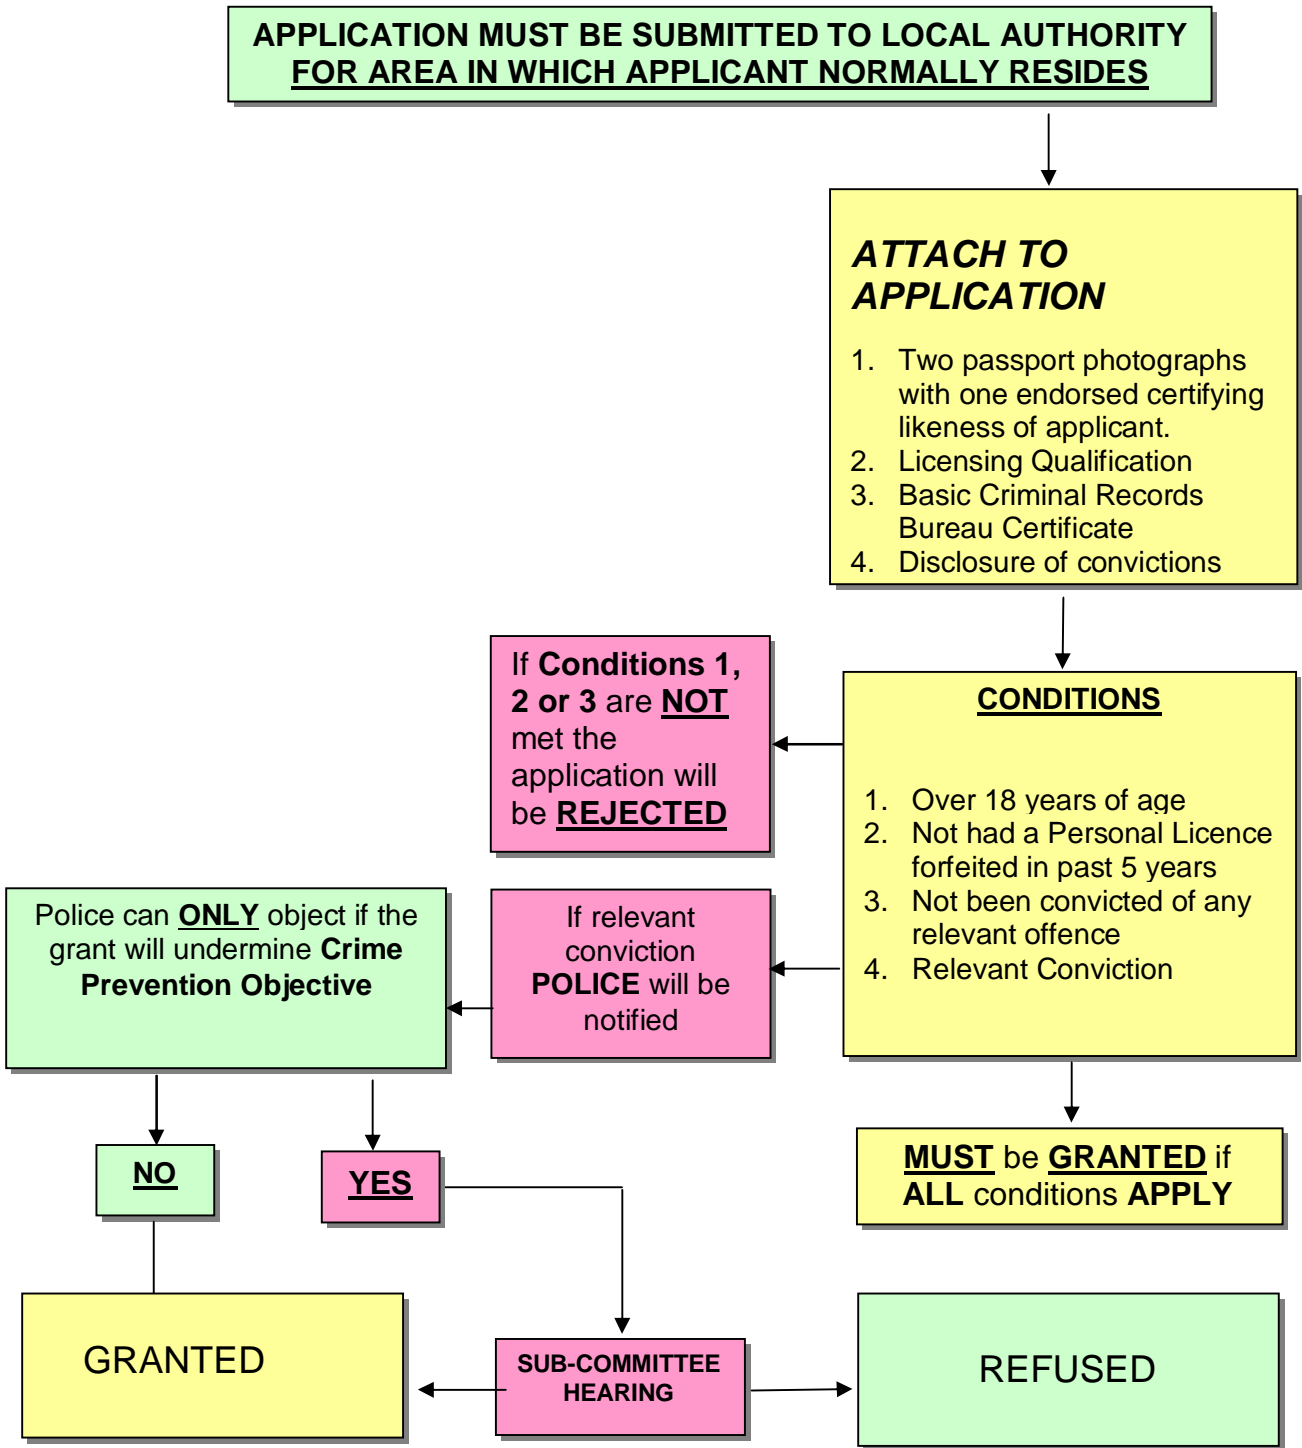 APPLICATION MUST BE SUBMITTED TO LOCAL AUTHORITY
FOR AREA IN WHICH APPLICANT NORMALLY RESIDES
ATTACH TO
APPLICATION
1. Two passport photographs
with one endorsed certifying
likeness of applicant.
2. Licensing Qualification
3. Basic Criminal Records
Bureau Certificate
4. Disclosure of convictions
If Conditions 1,
2 or 3 are NOT
met the
application will
be REJECTED
CONDITIONS
1. Over 18 years of age
2. Not had a Personal Licence
forfeited in past 5 years
3. Not been convicted of any
relevant offence
4. Relevant Conviction
Police can ONLY object if the
grant will undermine Crime
Prevention Objective
If relevant
conviction
POLICE will be
notified
NO
YES
MUST be GRANTED if
ALL conditions APPLY
GRANTED
SUB-COMMITTEE
HEARING
REFUSED